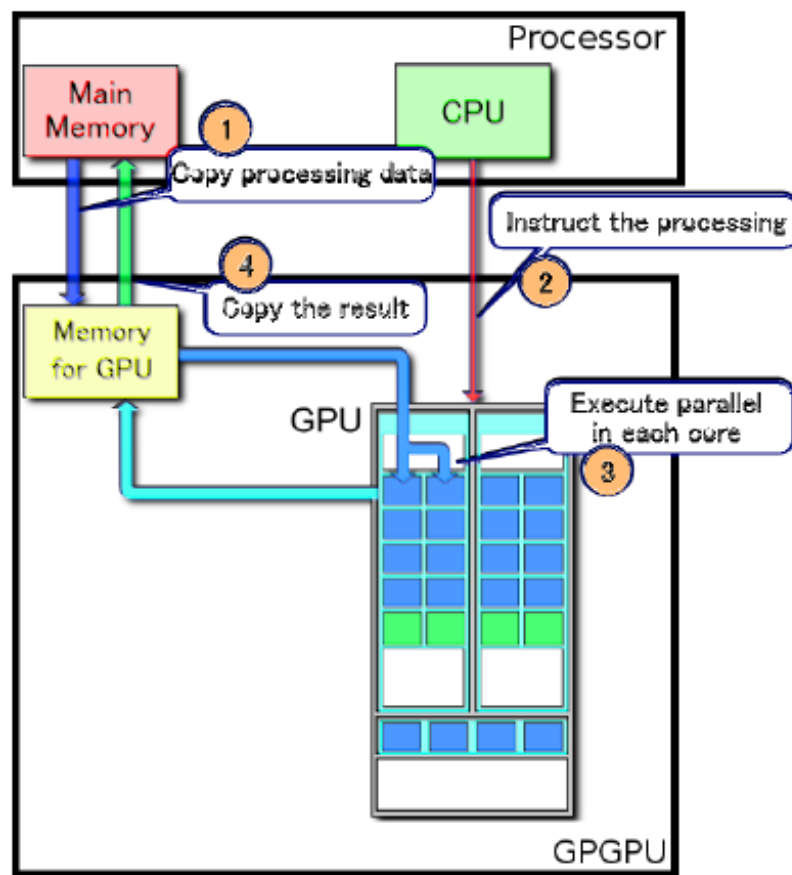 Processor
Main
Memory
CPU
1
Copy processing data
Instruct the processing
2
4
Copy the result
Memory
for GPU
GPU
Execute parallel
in each core
3
GPGPU